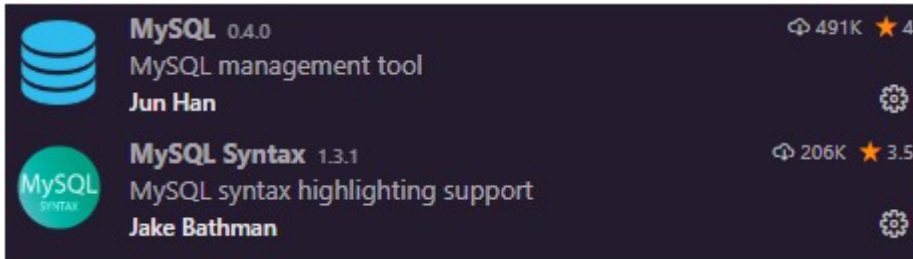 MySQL 0.4.0 491K 4
MySQL management tool
Jun Han
MySQL Syntax 1.3.1 206K 3.5
MySQL
SYNTAX
MySQL syntax highlighting support
Jake Bathman